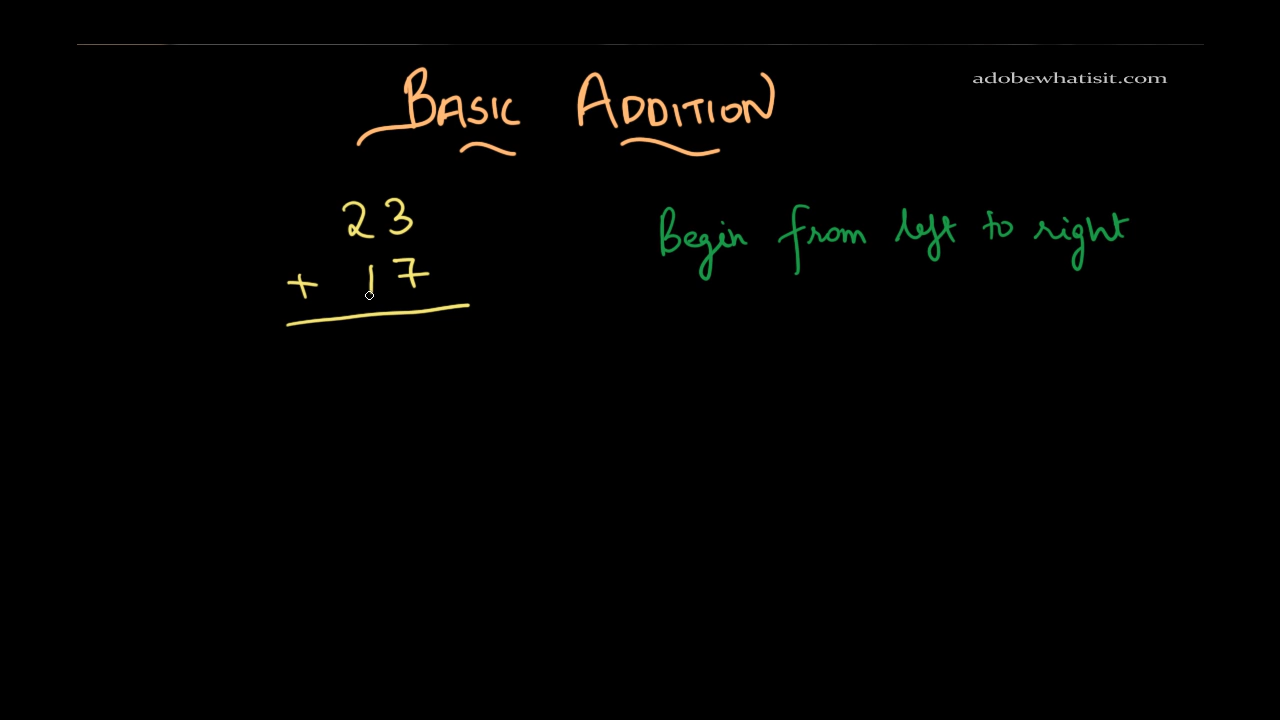 adobewhatisit.com
BASIC ADDITION
23
+ 17
Begin from left to right